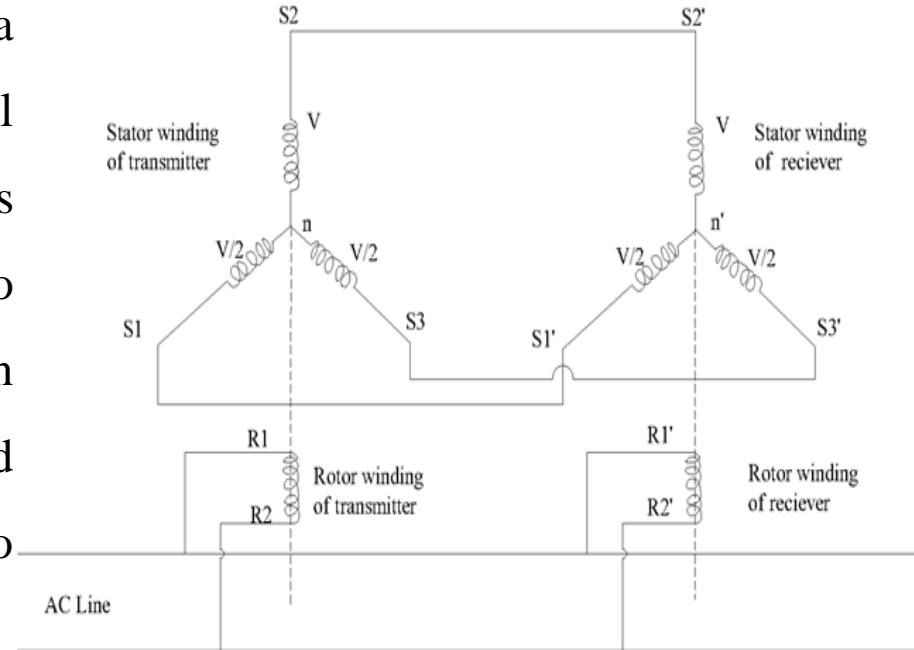 a
l
s
o
n
d
o
S2 S2'
V V
Stator winding
of transmitter
Stator winding
of reciever
n n'
V/2 V/2 V/2 V/2
S1 S3 S1' S3'
R1 R1'
R2 R2'
Rotor winding
of transmitter
Rotor winding
of reciever
AC Line